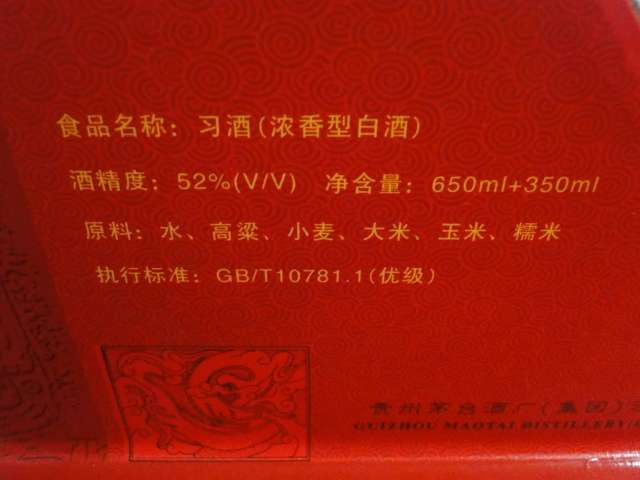 食品名称：习酒(浓香型白酒)
酒精度：52%(V/V) 净含量：650ml+350ml
原料：水、高粱、小麦、大米、玉米、糯米
执行标准：GB/T10781.1(优级)
贵州茅台酒厂(集团)
GUIZHOU MAOTAI DISTILLERY